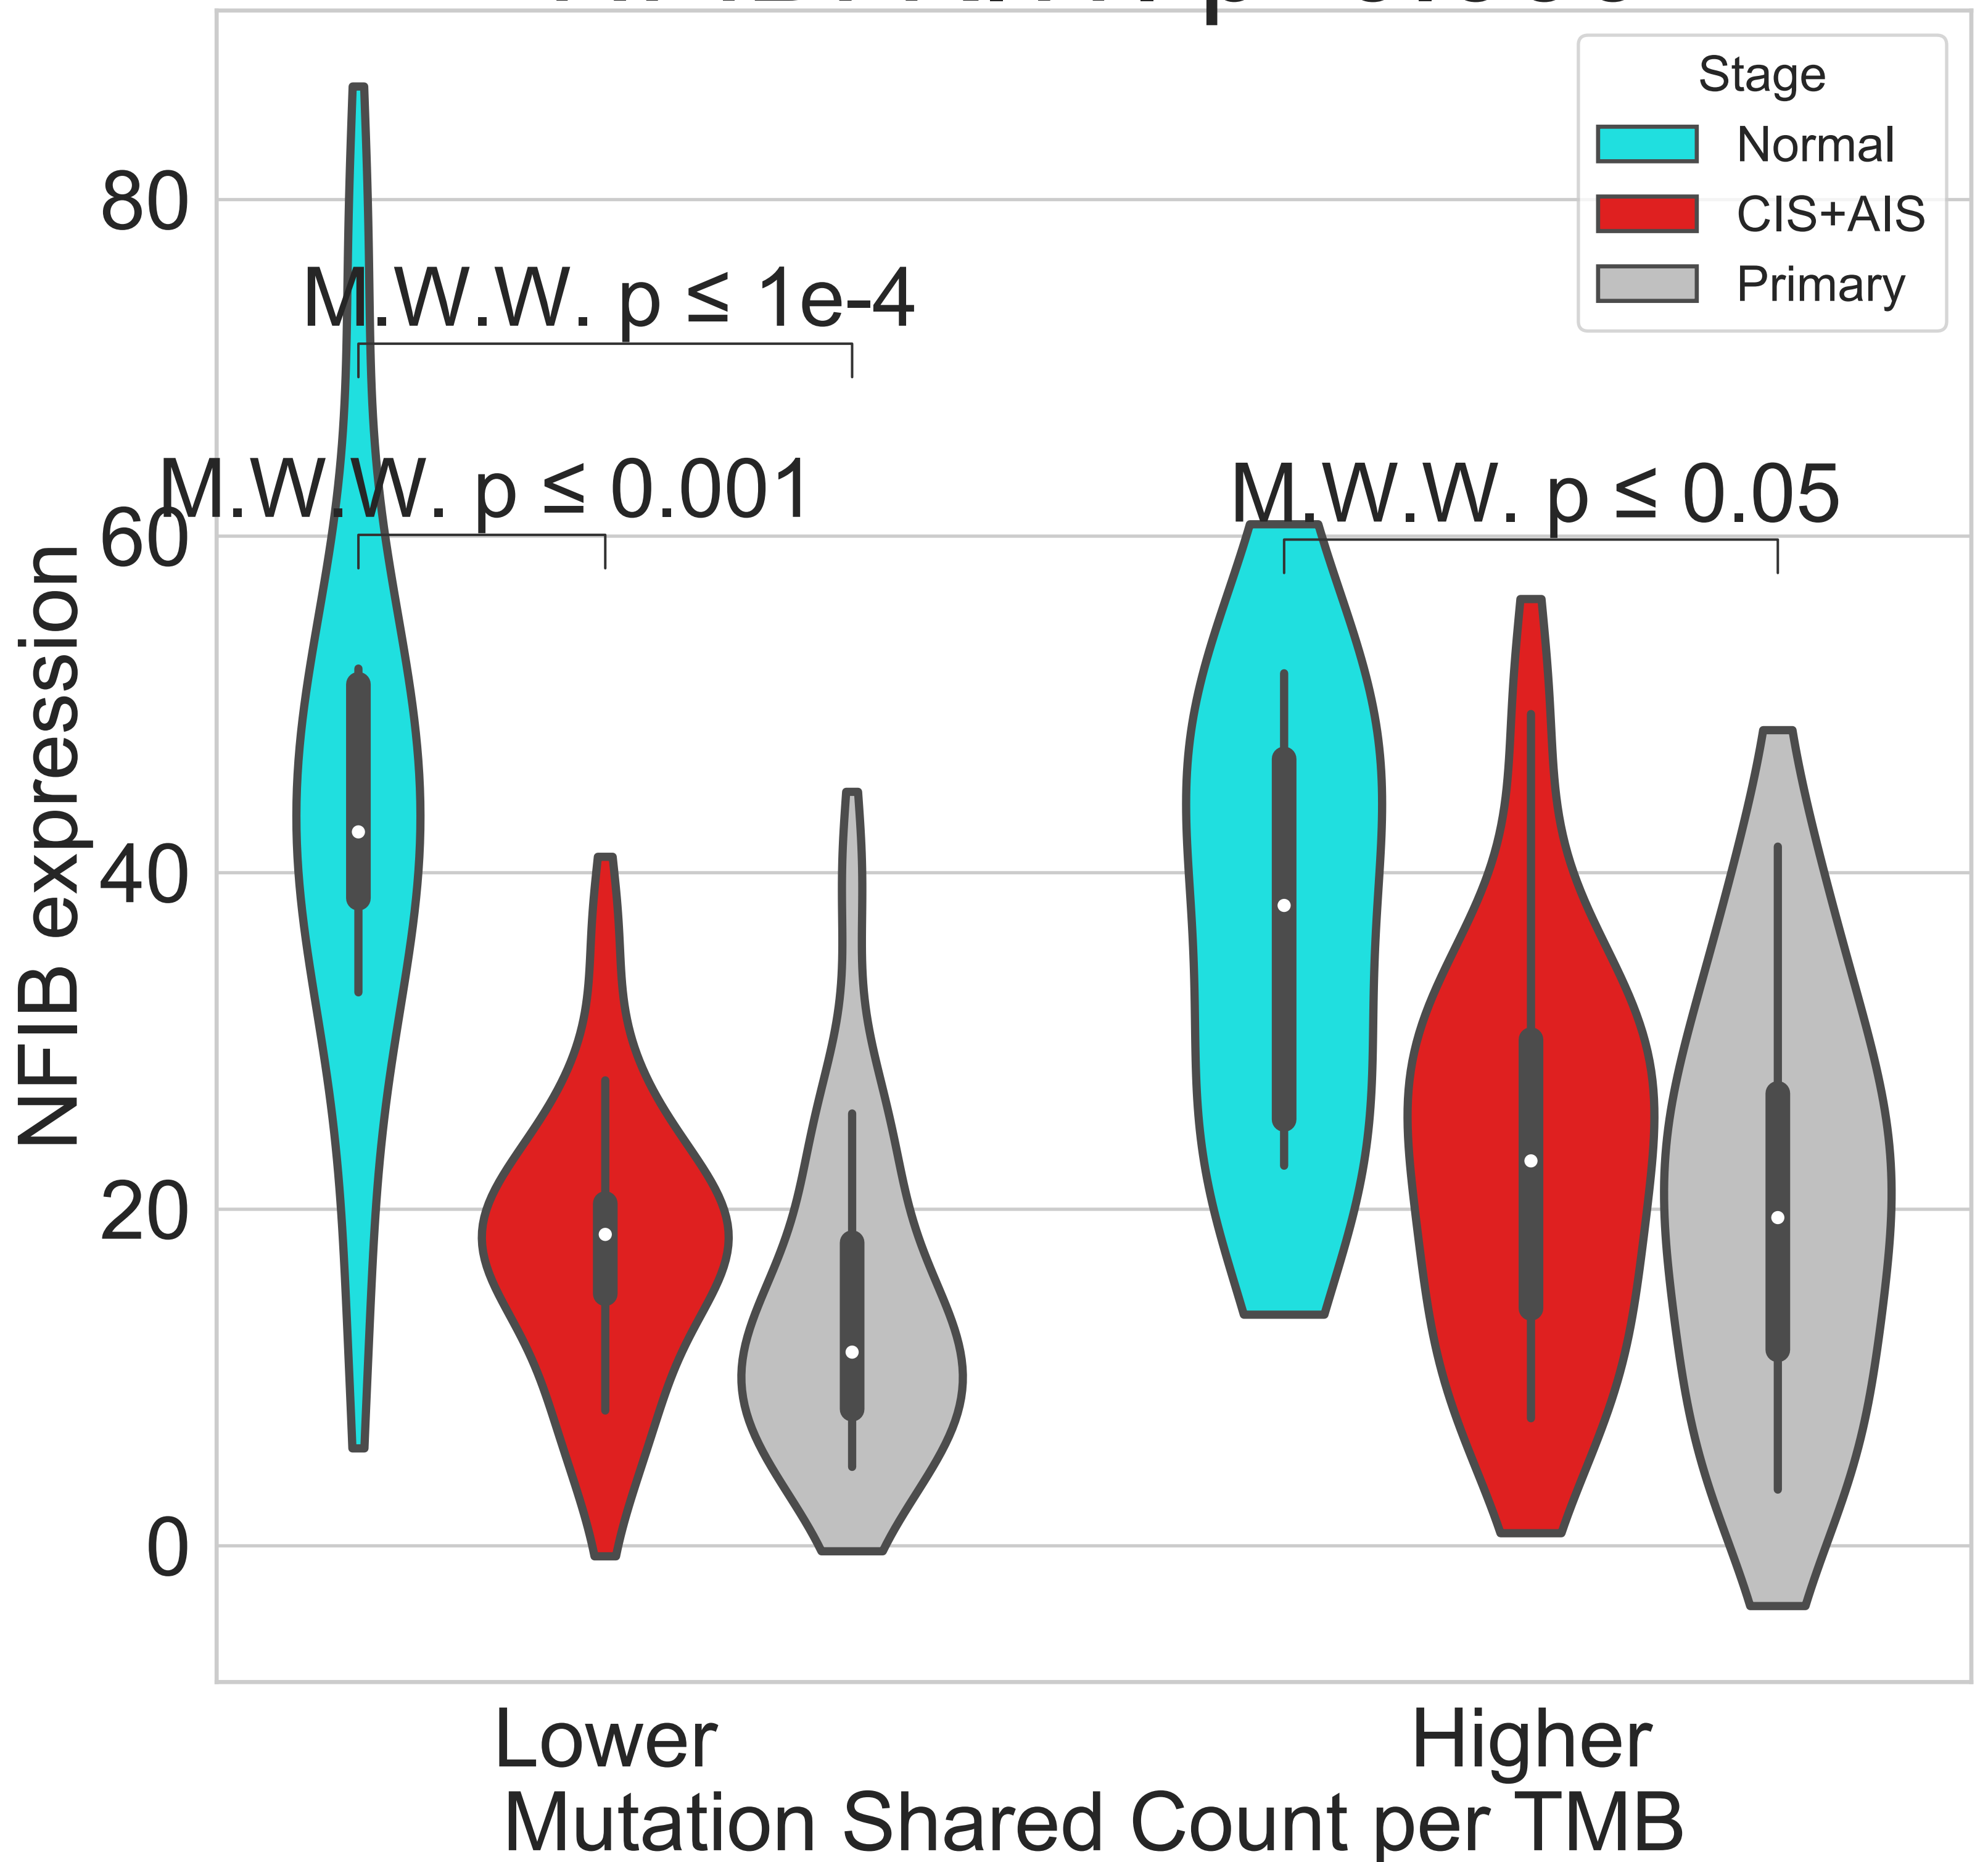 Stage
Normal
CIS+AIS
Primary
80
60
40
20
0
NFIB expression
M.W.W. p ≤ 1e-4
M.W.W. p ≤ 0.001
M.W.W. p ≤ 0.05
Lower
Higher
Mutation Shared Count per TMB